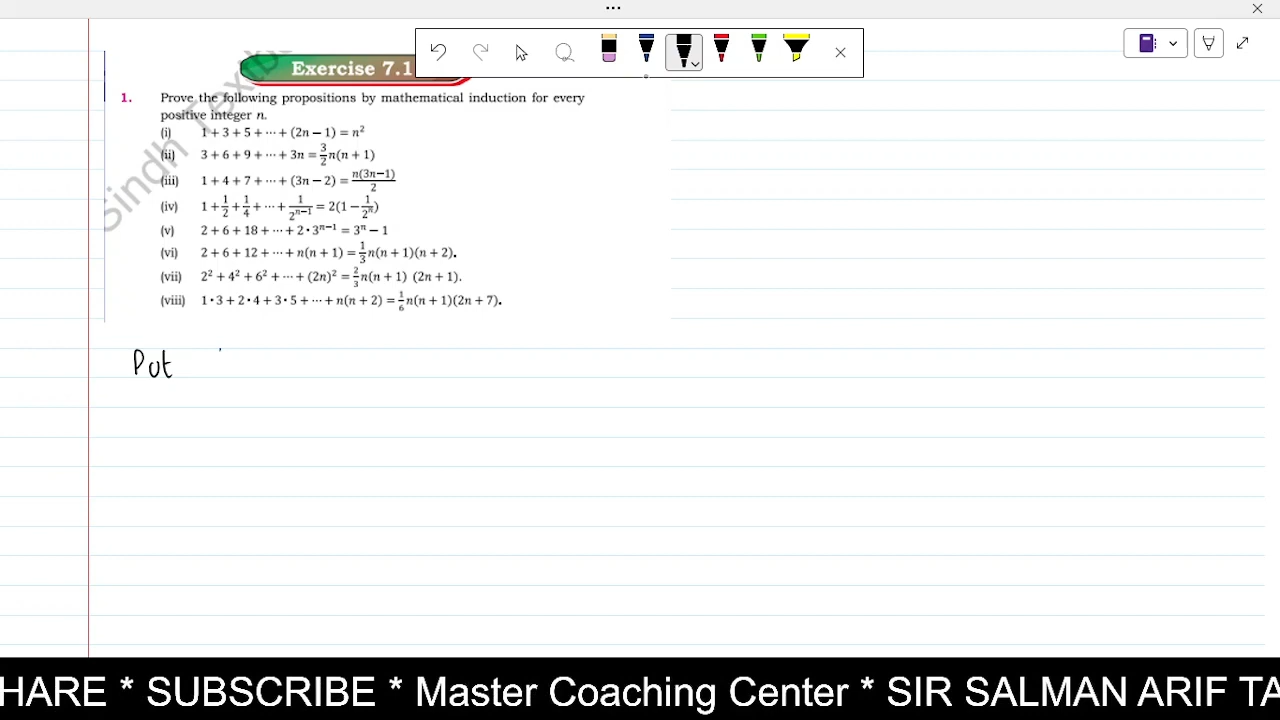 Exercise 7.1
1. Prove the following propositions by mathematical induction for every
positive integer n.
(i) 1 + 3 + 5 + ⋯ + (2n − 1) = n²
(ii) 3 + 6 + 9 + ⋯ + 3n = 3/2 n(n + 1)
(iii) 1 + 4 + 7 + ⋯ + (3n − 2) = n(3n−1)/2
(iv) 1 + 1/2 + 1/4 + ⋯ + 1/2ⁿ⁻¹ = 2(1 − 1/2ⁿ)
(v) 2 + 6 + 18 + ⋯ + 2 • 3ⁿ⁻¹ = 3ⁿ − 1
(vi) 2 + 6 + 12 + ⋯ + n(n + 1) = 1/3 n(n + 1)(n + 2).
(vii) 2² + 4² + 6² + ⋯ + (2n)² = 2/3 n(n + 1) (2n + 1).
(viii) 1 • 3 + 2 • 4 + 3 • 5 + ⋯ + n(n + 2) = 1/6 n(n + 1)(2n + 7).
Sindh Textb
Put
HARE * SUBSCRIBE * Master Coaching Center * SIR SALMAN ARIF TA